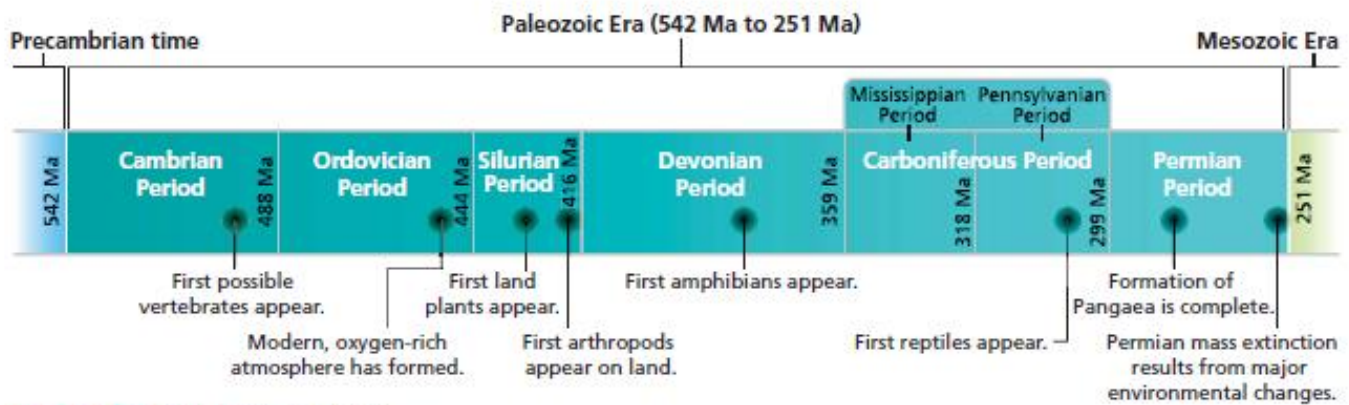 Paleozoic Era (542 Ma to 251 Ma)
Precambrian time
Mesozoic Era
Mississippian Period
Pennsylvanian Period
542 Ma
Cambrian
Period
488 Ma
Ordovician
Period
444 Ma
Silurian
Period
416 Ma
Devonian
Period
359 Ma
Carboniferous Period
318 Ma
299 Ma
Permian
Period
251 Ma
First possible
vertebrates appear.
Modern, oxygen-rich
atmosphere has formed.
First land
plants appear.
First arthropods
appear on land.
First amphibians appear.
First reptiles appear.
Formation of
Pangaea is complete.
Permian mass extinction
results from major
environmental changes.